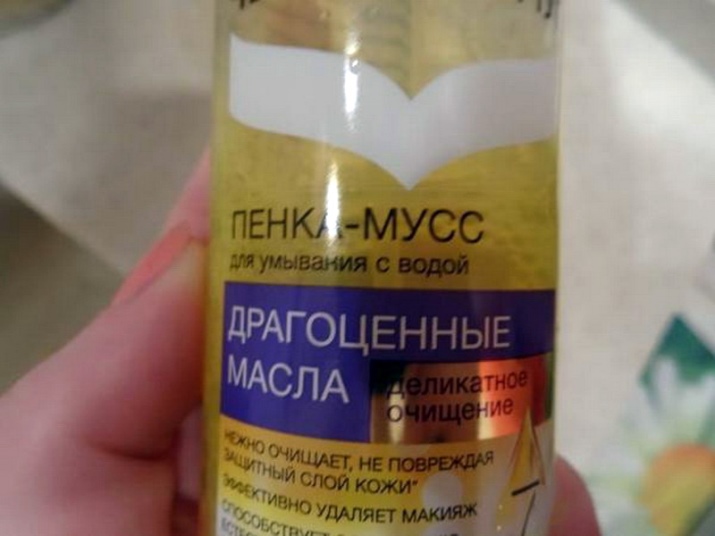 ПЕНКА-МУСС
для умывания с водой
ДРАГОЦЕННЫЕ
МАСЛА
деликатное
очищение
НЕЖНО ОЧИЩАЕТ, НЕ ПОВРЕЖДАЯ
ЗАЩИТНЫЙ СЛОЙ КОЖИ*
ЭФФЕКТИВНО УДАЛЯЕТ МАКИЯЖ
СПОСОБСТВУЕТ